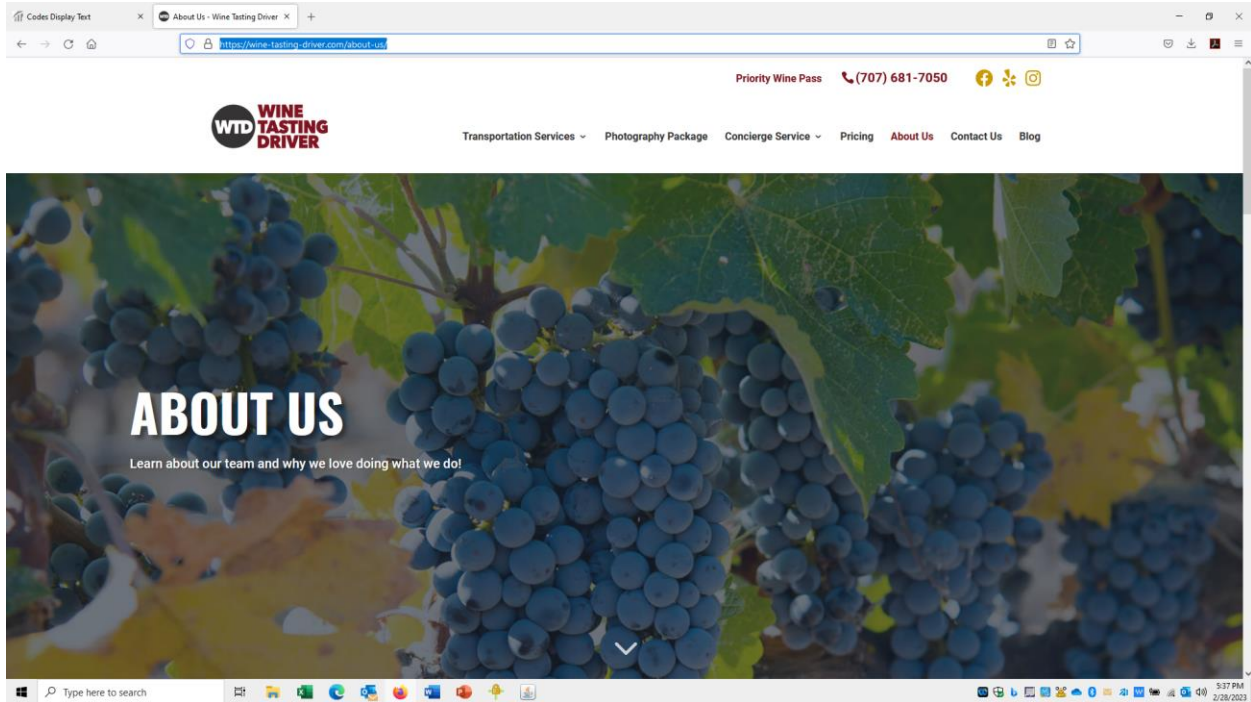 Codes Display Text
About Us - Wine Tasting Driver
https://wine-tasting-driver.com/about-us/
Priority Wine Pass (707) 681-7050
WTD WINE TASTING DRIVER
Transportation Services Photography Package Concierge Service Pricing About Us Contact Us Blog
ABOUT US
Learn about our team and why we love doing what we do!
Type here to search
5:37 PM
2/28/2023